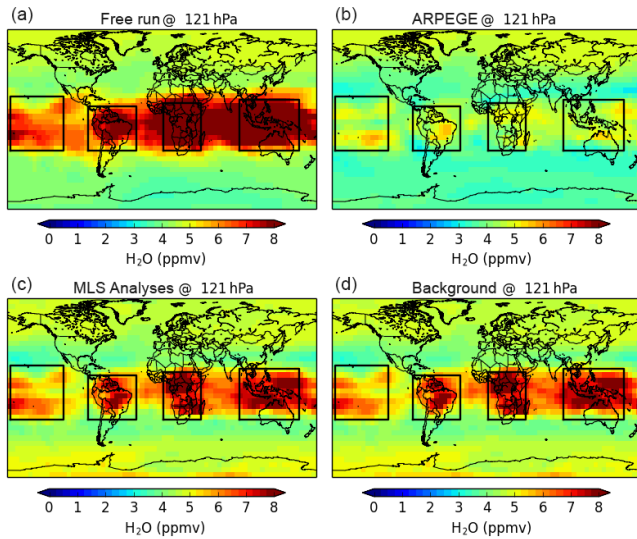 (a) Free run @ 121 hPa
(b) ARPEGE @ 121 hPa
0 1 2 3 4 5 6 7 8
H₂O (ppmv)
0 1 2 3 4 5 6 7 8
H₂O (ppmv)
(c) MLS Analyses @ 121 hPa
(d) Background @ 121 hPa
0 1 2 3 4 5 6 7 8
H₂O (ppmv)
0 1 2 3 4 5 6 7 8
H₂O (ppmv)